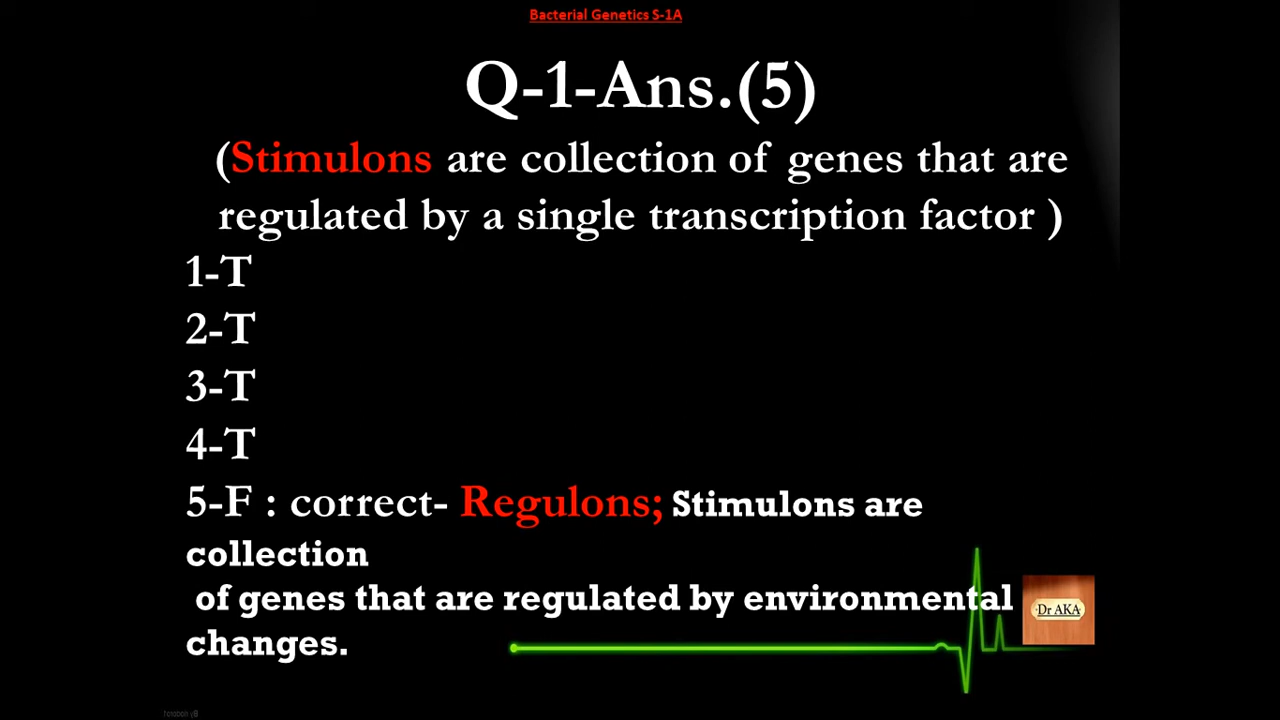 Bacterial Genetics S-1A
Q-1-Ans.(5)
(Stimulons are collection of genes that are
regulated by a single transcription factor )
1-T
2-T
3-T
4-T
5-F : correct- Regulons; Stimulons are
collection
of genes that are regulated by environmental
changes.
Dr AKA